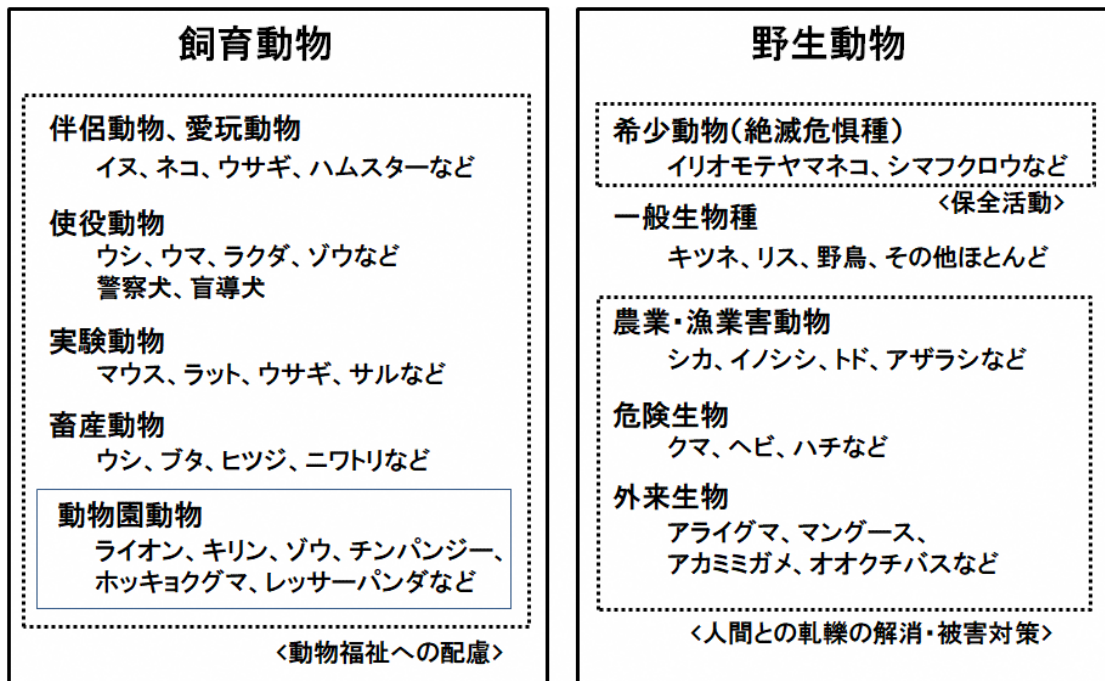 飼育動物
伴侶動物、愛玩動物
イヌ、ネコ、ウサギ、ハムスターなど
使役動物
ウシ、ウマ、ラクダ、ゾウなど
警察犬、盲導犬
実験動物
マウス、ラット、ウサギ、サルなど
畜産動物
ウシ、ブタ、ヒツジ、ニワトリなど
動物園動物
ライオン、キリン、ゾウ、チンパンジー、
ホッキョクグマ、レッサーパンダなど
<動物福祉への配慮>
野生動物
希少動物(絶滅危惧種)
イリオモテヤマネコ、シマフクロウなど
<保全活動>
一般生物種
キツネ、リス、野鳥、その他ほとんど
農業・漁業害動物
シカ、イノシシ、トド、アザラシなど
危険生物
クマ、ヘビ、ハチなど
外来生物
アライグマ、マングース、
アカミミガメ、オオクチバスなど
<人間との軋轢の解消・被害対策>